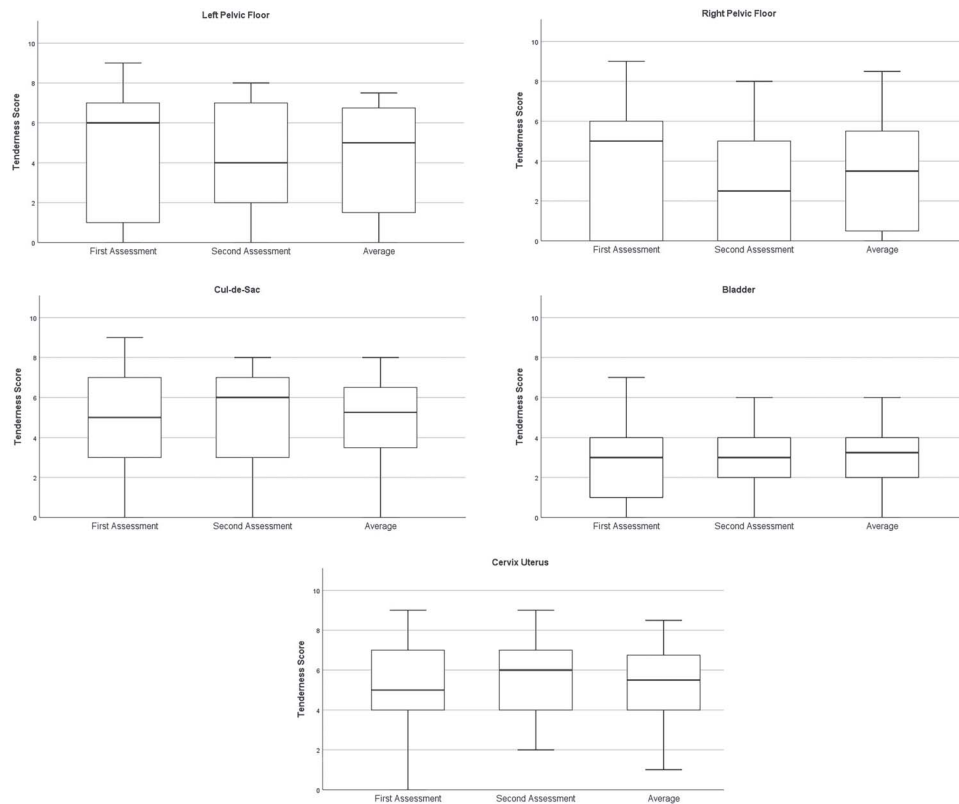 Left Pelvic Floor
Tenderness Score
10
8
6
4
2
0
First Assessment Second Assessment Average
Right Pelvic Floor
Tenderness Score
10
8
6
4
2
0
First Assessment Second Assessment Average
Cul-de-Sac
Tenderness Score
10
8
6
4
2
0
First Assessment Second Assessment Average
Bladder
Tenderness Score
10
8
6
4
2
0
First Assessment Second Assessment Average
Cervix Uterus
Tenderness Score
10
8
6
4
2
0
First Assessment Second Assessment Average